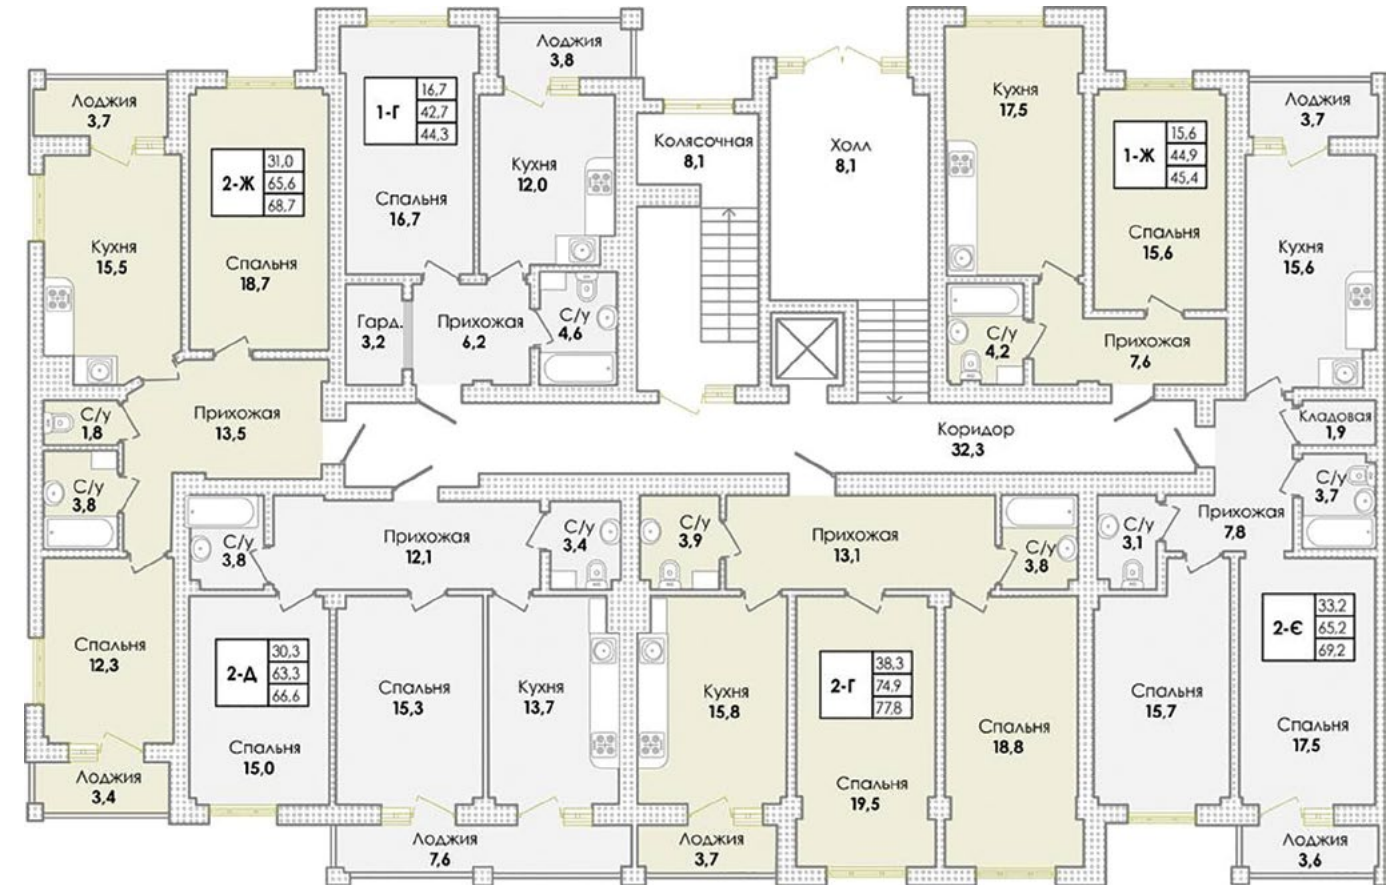 Лоджия
3,7
2-Ж
31,0
65,6
68,7
Кухня
15,5
Спальня
18,7
Прихожая
13,5
С/у
1,8
С/у
3,8
Спальня
12,3
Лоджия
3,4
1-Г
16,7
42,7
44,3
Спальня
16,7
Лоджия
3,8
Кухня
12,0
Гард.
3,2
Прихожая
6,2
С/у
4,6
Колясочная
8,1
Холл
8,1
Коридор
32,3
Кухня
17,5
1-Ж
15,6
44,9
45,4
Спальня
15,6
С/у
4,2
Прихожая
7,6
Лоджия
3,7
Кухня
15,6
Кладовая
1,9
С/у
3,7
Прихожая
7,8
С/у
3,1
2-Є
33,2
65,2
69,2
Спальня
15,7
Спальня
17,5
Лоджия
3,6
С/у
3,8
Прихожая
12,1
С/у
3,4
2-Д
30,3
63,3
66,6
Спальня
15,0
Спальня
15,3
Кухня
13,7
Лоджия
7,6
С/у
3,9
Прихожая
13,1
С/у
3,8
Кухня
15,8
2-Г
38,3
74,9
77,8
Спальня
19,5
Спальня
18,8
Лоджия
3,7